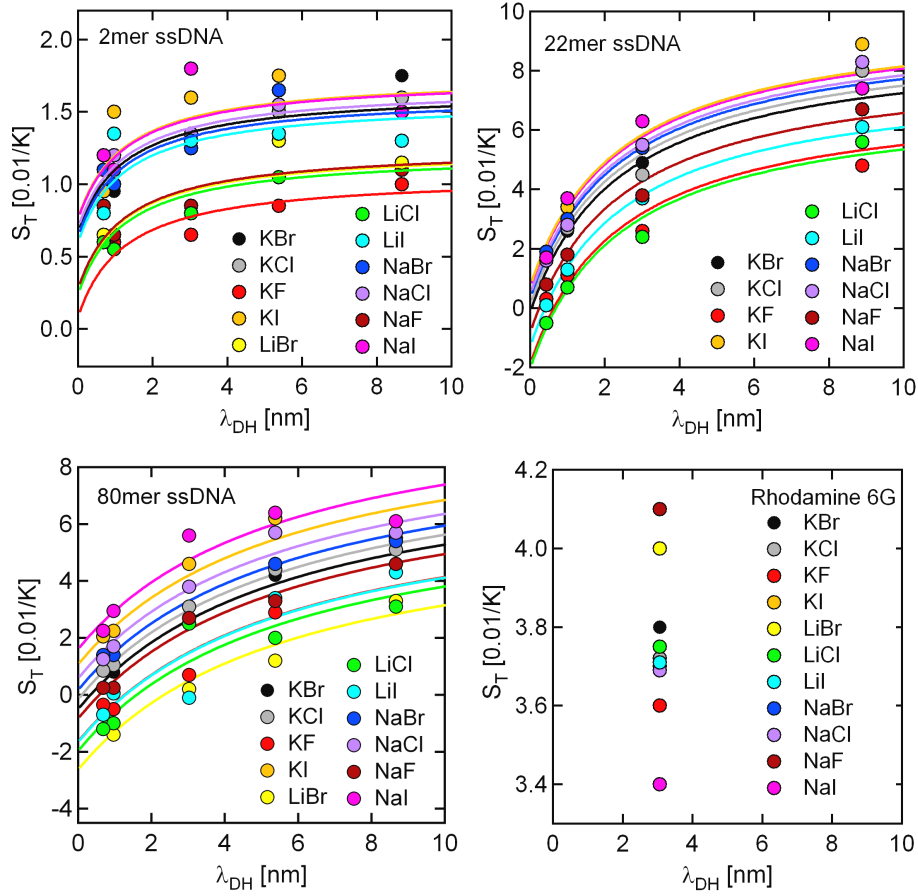 2mer ssDNA
2.0
1.5
1.0
0.5
0.0
S_T [0.01/K]
KBr
KCl
KF
KI
LiBr
LiCl
LiI
NaBr
NaCl
NaF
NaI
0 2 4 6 8 10
λ_DH [nm]
22mer ssDNA
10
8
6
4
2
0
-2
S_T [0.01/K]
KBr
KCl
KF
KI
LiCl
LiI
NaBr
NaCl
NaF
NaI
0 2 4 6 8 10
λ_DH [nm]
80mer ssDNA
8
6
4
2
0
-2
-4
S_T [0.01/K]
KBr
KCl
KF
KI
LiBr
LiCl
LiI
NaBr
NaCl
NaF
NaI
0 2 4 6 8 10
λ_DH [nm]
Rhodamine 6G
4.2
4.0
3.8
3.6
3.4
S_T [0.01/K]
KBr
KCl
KF
KI
LiBr
LiCl
LiI
NaBr
NaCl
NaF
NaI
0 2 4 6 8 10
λ_DH [nm]